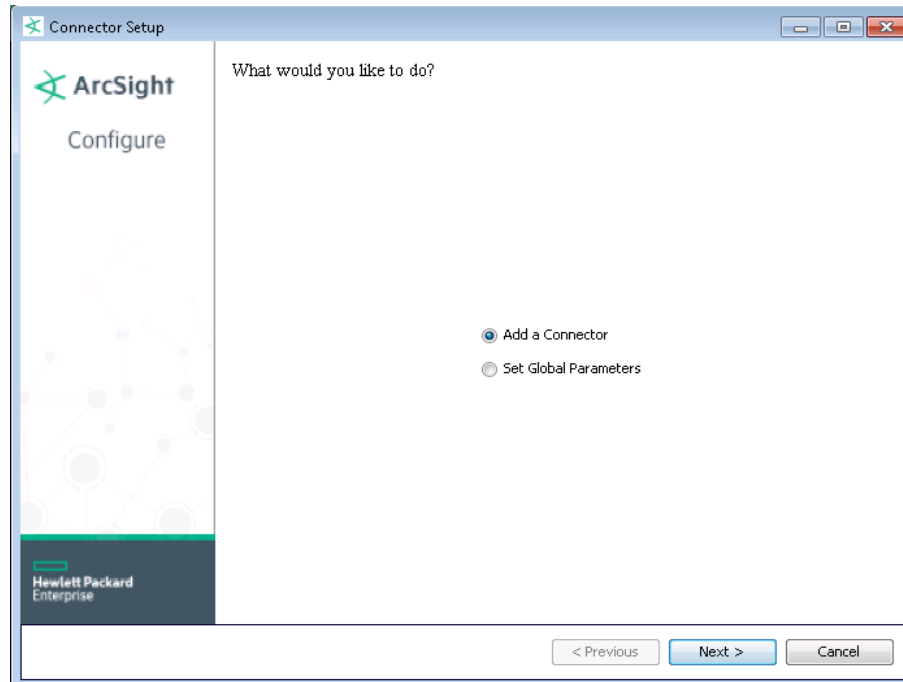 Connector Setup
ArcSight
Configure
What would you like to do?
Add a Connector
Set Global Parameters
Hewlett Packard
Enterprise
< Previous
Next >
Cancel